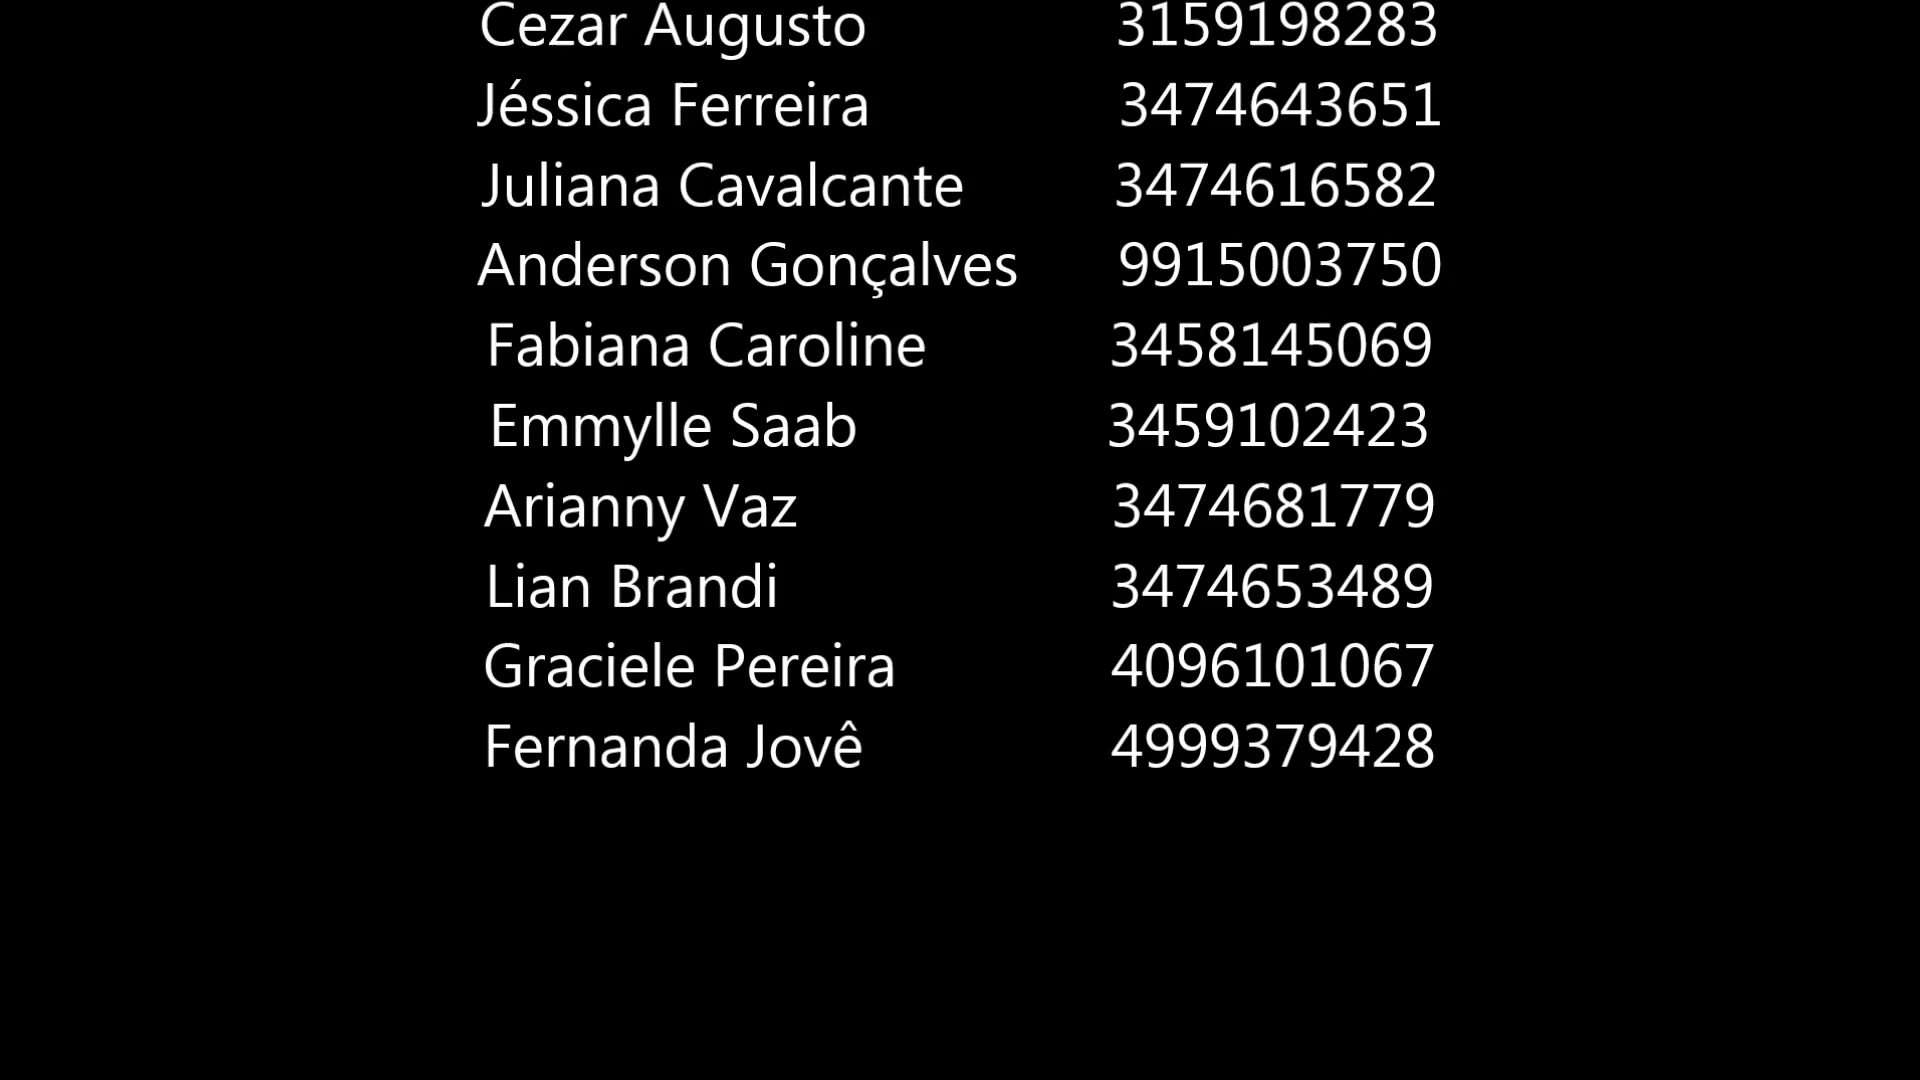 Cezar Augusto 3159198283
Jéssica Ferreira 3474643651
Juliana Cavalcante 3474616582
Anderson Gonçalves 9915003750
Fabiana Caroline 3458145069
Emmylle Saab 3459102423
Arianny Vaz 3474681779
Lian Brandi 3474653489
Graciele Pereira 4096101067
Fernanda Jovê 4999379428